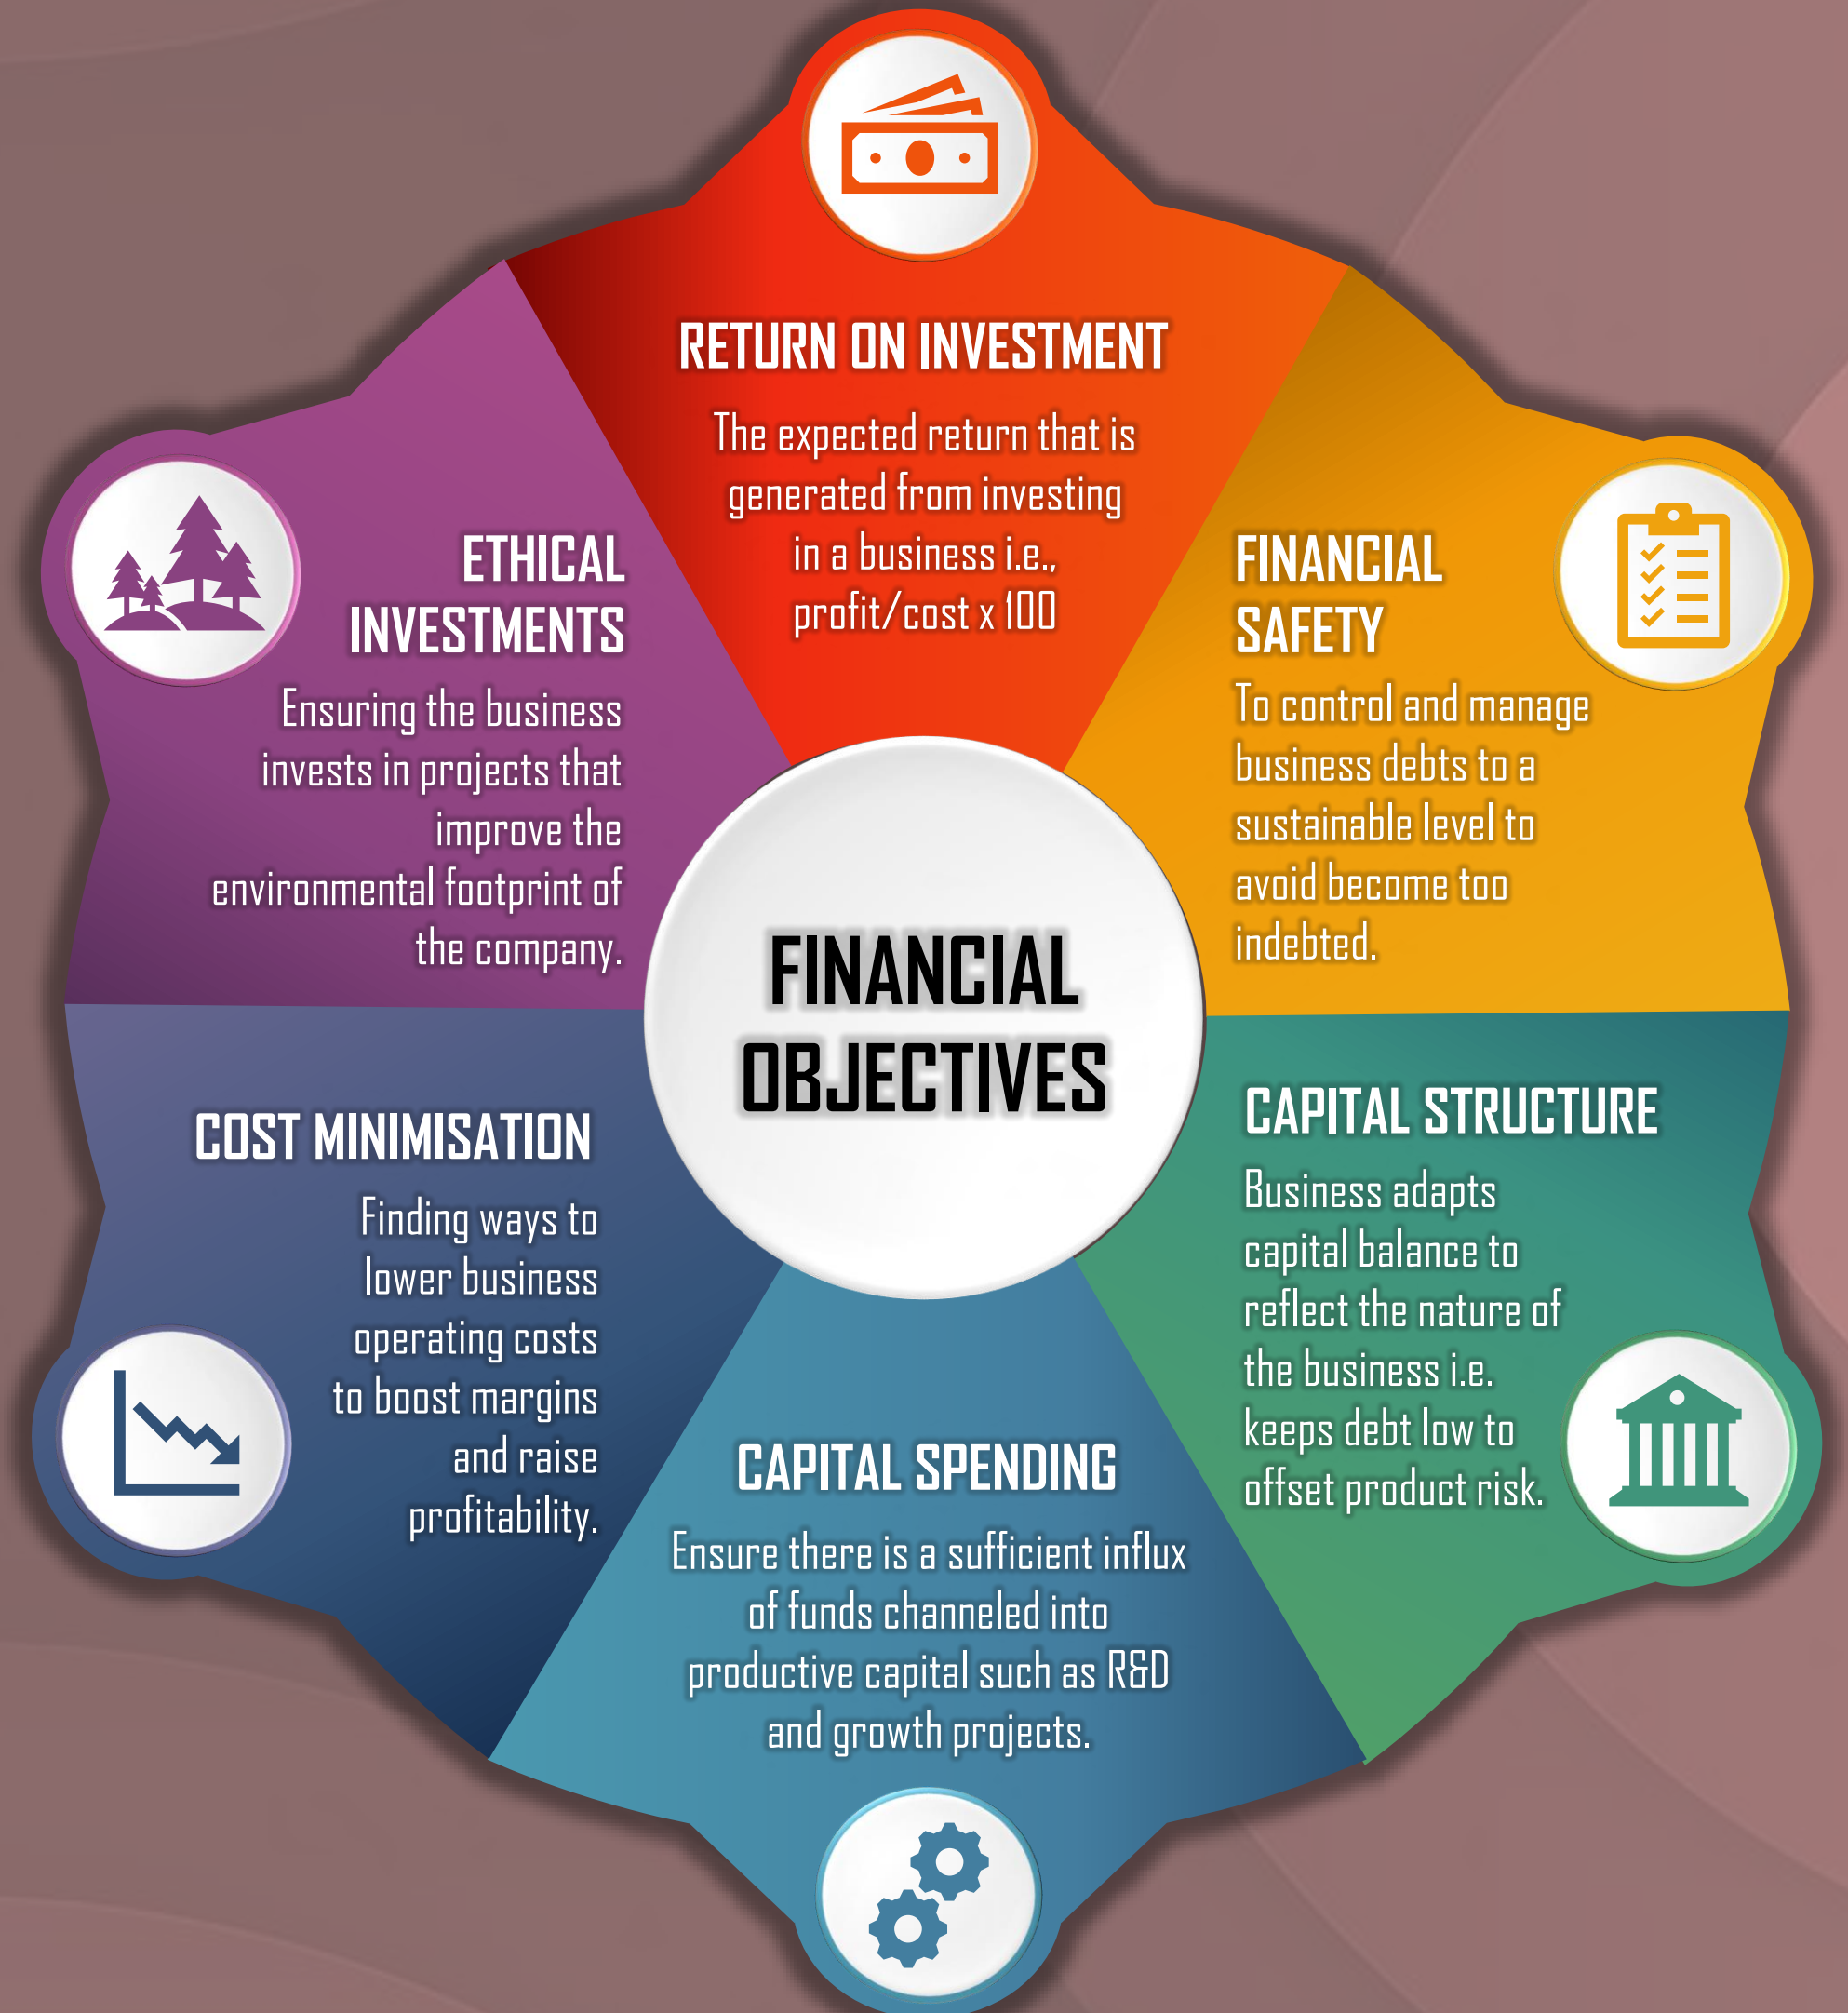 RETURN ON INVESTMENT
The expected return that is
generated from investing
in a business i.e.,
profit/cost x 100
FINANCIAL
SAFETY
To control and manage
business debts to a
sustainable level to
avoid become too
indebted.
CAPITAL STRUCTURE
Business adapts
capital balance to
reflect the nature of
the business i.e.
keeps debt low to
offset product risk.
CAPITAL SPENDING
Ensure there is a sufficient influx
of funds channeled into
productive capital such as R&D
and growth projects.
COST MINIMISATION
Finding ways to
lower business
operating costs
to boost margins
and raise
profitability.
ETHICAL
INVESTMENTS
Ensuring the business
invests in projects that
improve the
environmental footprint of
the company.
FINANCIAL
OBJECTIVES